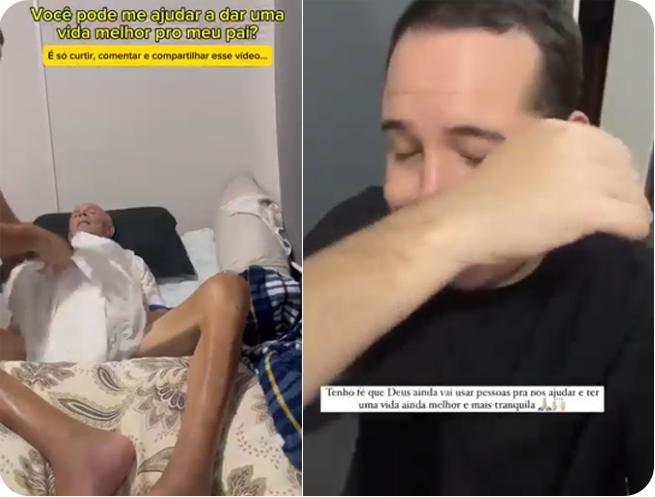 Você pode me ajudar a dar uma
vida melhor pro meu pai?
É só curtir, comentar e compartilhar esse vídeo...
Tenho fé que Deus ainda vai usar pessoas pra nos ajudar e ter
uma vida ainda melhor e mais tranquila 🙏🏻🙌🏻